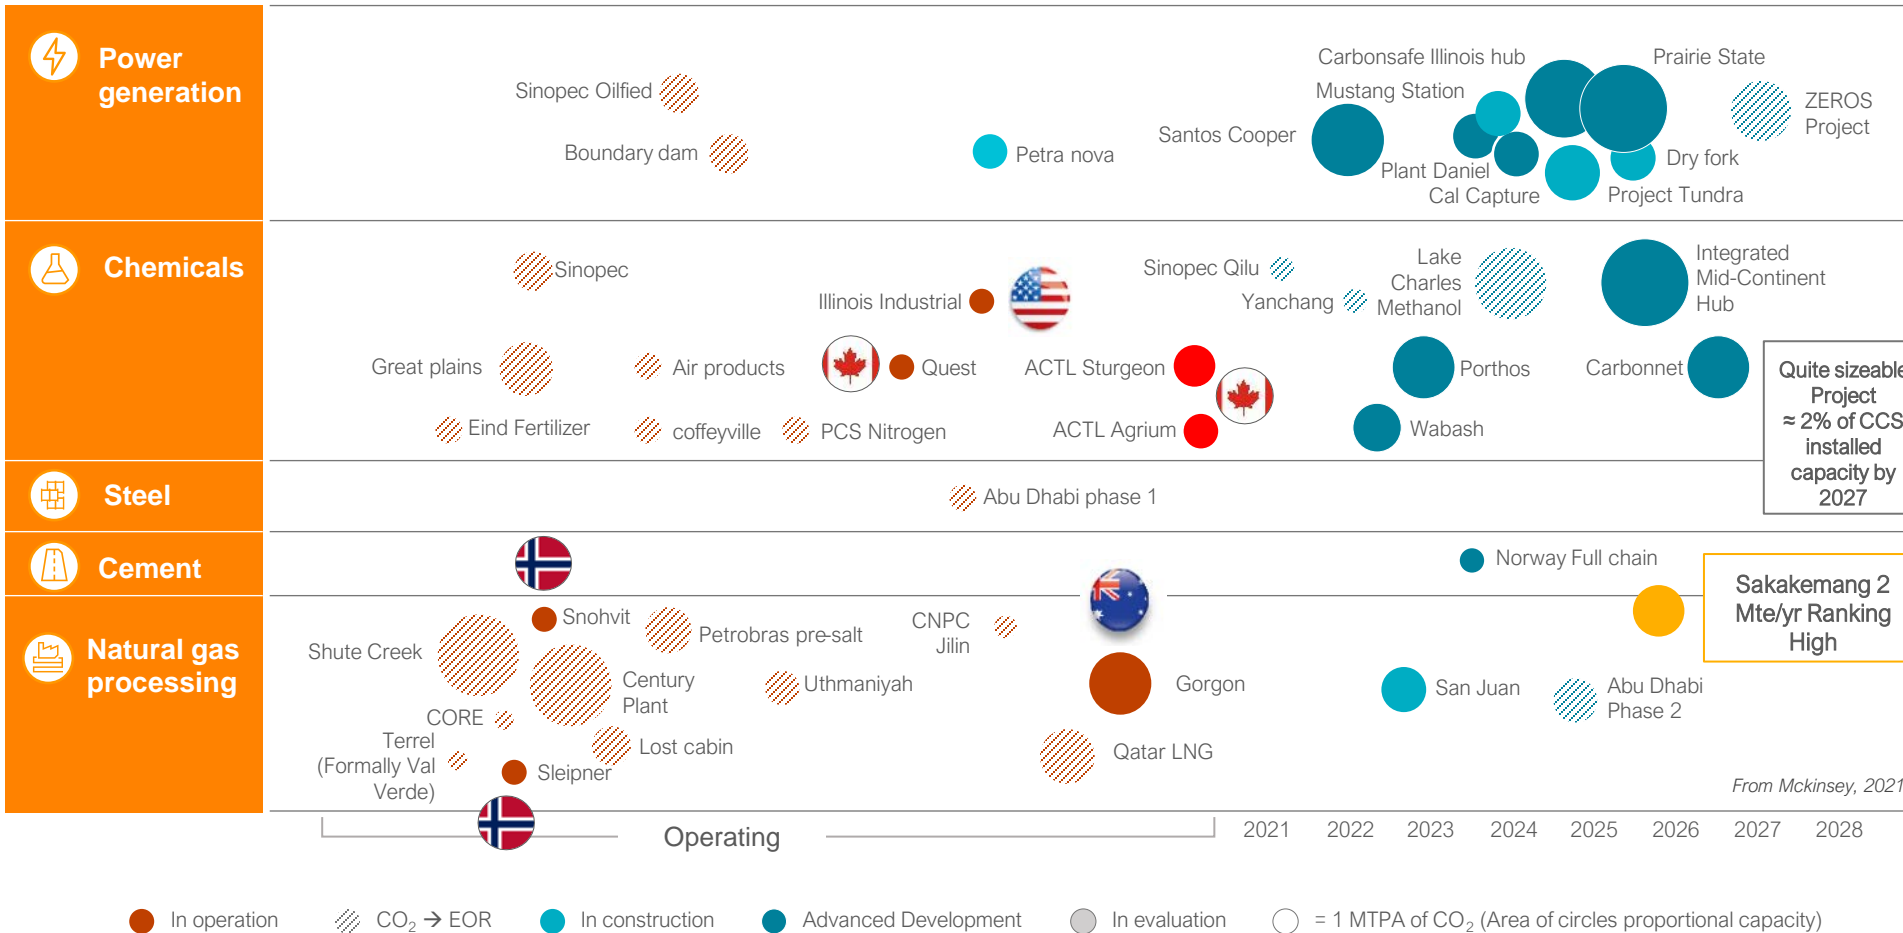 Power
generation
Sinopec Oilfied
Boundary dam
Petra nova
Santos Cooper
Carbonsafe Illinois hub
Mustang Station
Plant Daniel
Cal Capture
Prairie State
Dry fork
Project Tundra
ZEROS
Project
Chemicals
Sinopec
Illinois Industrial
Great plains
Air products
Quest
Eind Fertilizer
coffeyville
PCS Nitrogen
ACTL Sturgeon
ACTL Agrium
Sinopec Qilu
Yanchang
Lake
Charles
Methanol
Integrated
Mid-Continent
Hub
Porthos
Carbonnet
Wabash
Quite sizeable
Project
≈ 2% of CCS
installed
capacity by
2027
Steel
Abu Dhabi phase 1
Cement
Norway Full chain
Sakakemang 2
Mte/yr Ranking
High
Natural gas
processing
Snohvit
Shute Creek
Petrobras pre-salt
CNPC
Jilin
Century
Plant
Uthmaniyah
Gorgon
San Juan
Abu Dhabi
Phase 2
CORE
Terrel
(Formally Val
Verde)
Lost cabin
Sleipner
Qatar LNG
From Mckinsey, 2021
Operating
2021 2022 2023 2024 2025 2026 2027 2028
In operation
CO₂ → EOR
In construction
Advanced Development
In evaluation
= 1 MTPA of CO₂ (Area of circles proportional capacity)